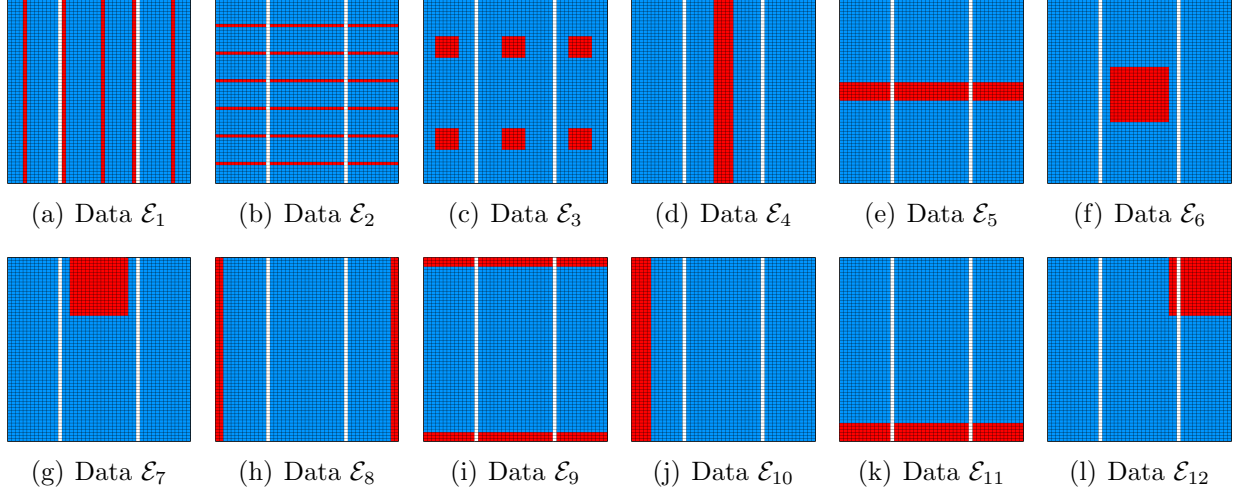 (a) Data ℰ₁ (b) Data ℰ₂ (c) Data ℰ₃ (d) Data ℰ₄ (e) Data ℰ₅ (f) Data ℰ₆
(g) Data ℰ₇ (h) Data ℰ₈ (i) Data ℰ₉ (j) Data ℰ₁₀ (k) Data ℰ₁₁ (l) Data ℰ₁₂